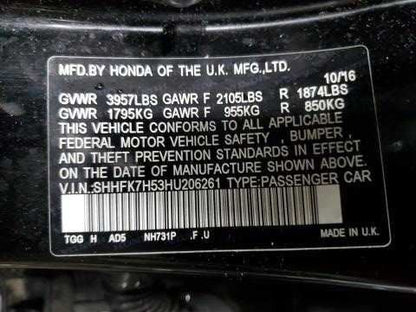 MFD.BY HONDA OF THE U.K. MFG.,LTD.
10/16
GVWR 3957LBS GAWR F 2105LBS R 1874LBS
GVWR 1795KG GAWR F 955KG R 850KG
THIS VEHICLE CONFORMS TO ALL APPLICABLE
FEDERAL MOTOR VEHICLE SAFETY , BUMPER ,
AND THEFT PREVENTION STANDARDS IN EFFECT
ON THE DATE OF MANUFACTURE SHOWN ABOVE.
V.I.N.:SHHFK7H53HU206261 TYPE:PASSENGER CAR
TGG H AD5 NH731P .F .U MADE IN U.K.